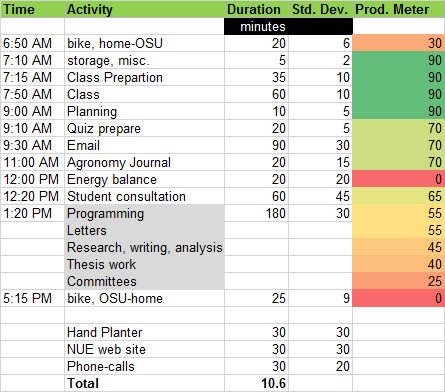 Time Activity Duration Std. Dev. Prod. Meter
minutes
6:50 AM bike, home-OSU 20 6 30
7:10 AM storage, misc. 5 2 90
7:15 AM Class Prepartion 35 10 90
7:50 AM Class 60 10 90
9:00 AM Planning 10 5 90
9:10 AM Quiz prepare 20 5 70
9:30 AM Email 90 30 70
11:00 AM Agronomy Journal 20 15 70
12:00 PM Energy balance 20 20 0
12:20 PM Student consultation 60 45 65
1:20 PM Programming 180 30 55
Letters 55
Research, writing, analysis 45
Thesis work 40
Committees 25
5:15 PM bike, OSU-home 25 9 0
Hand Planter 30 30
NUE web site 30 30
Phone-calls 30 20
Total 10.6